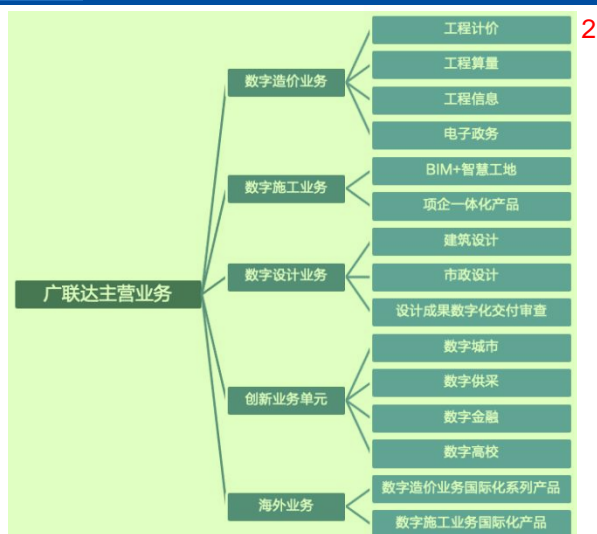 广联达主营业务
数字造价业务
工程计价
工程算量
工程信息
电子政务
数字施工业务
BIM+智慧工地
项企一体化产品
数字设计业务
建筑设计
市政设计
设计成果数字化交付审查
创新业务单元
数字城市
数字供采
数字金融
数字高校
海外业务
数字造价业务国际化系列产品
数字施工业务国际化产品
2